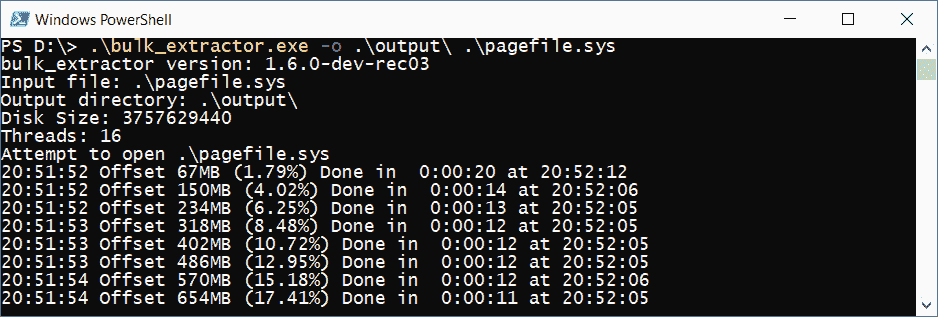 Windows PowerShell
PS D:\> .\bulk_extractor.exe -o .\output\ .\pagefile.sys
bulk_extractor version: 1.6.0-dev-rec03
Input file: .\pagefile.sys
Output directory: .\output\
Disk Size: 3757629440
Threads: 16
Attempt to open .\pagefile.sys
20:51:52 Offset 67MB (1.79%) Done in  0:00:20 at 20:52:12
20:51:52 Offset 150MB (4.02%) Done in  0:00:14 at 20:52:06
20:51:52 Offset 234MB (6.25%) Done in  0:00:13 at 20:52:05
20:51:53 Offset 318MB (8.48%) Done in  0:00:12 at 20:52:05
20:51:53 Offset 402MB (10.72%) Done in  0:00:12 at 20:52:05
20:51:53 Offset 486MB (12.95%) Done in  0:00:12 at 20:52:05
20:51:54 Offset 570MB (15.18%) Done in  0:00:12 at 20:52:06
20:51:54 Offset 654MB (17.41%) Done in  0:00:11 at 20:52:05